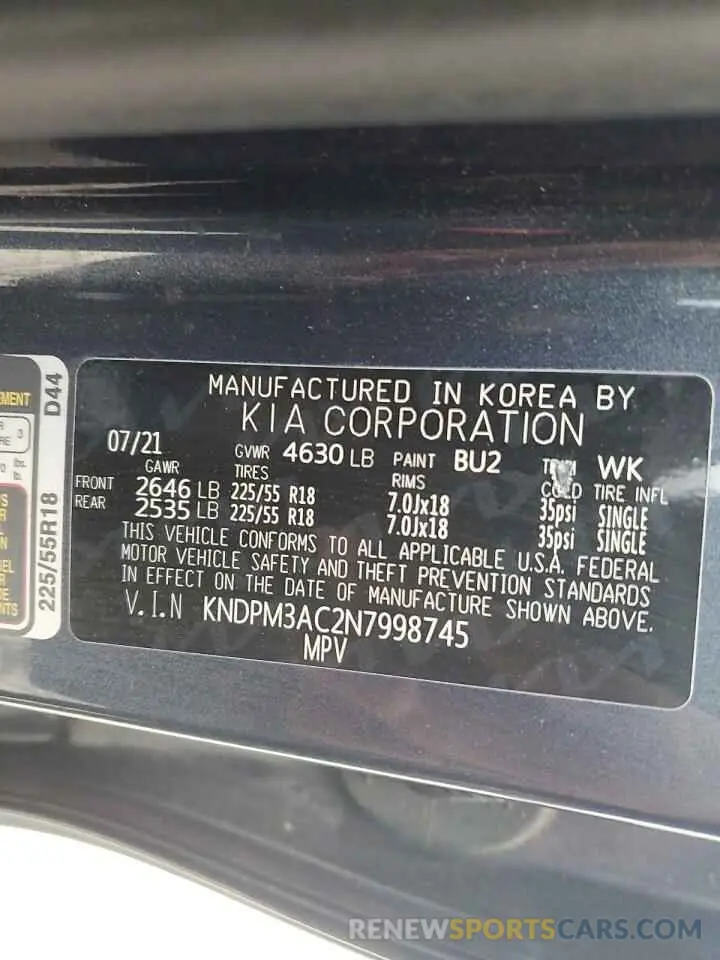 MANUFACTURED IN KOREA BY
KIA CORPORATION
07/21 GVWR 4630 LB PAINT BU2 WK
GAWR TIRES RIMS COLD TIRE INFL
FRONT 2646 LB 225/55 R18 7.0Jx18 35psi SINGLE
REAR 2535 LB 225/55 R18 7.0Jx18 35psi SINGLE
THIS VEHICLE CONFORMS TO ALL APPLICABLE U.S.A. FEDERAL
MOTOR VEHICLE SAFETY AND THEFT PREVENTION STANDARDS
IN EFFECT ON THE DATE OF MANUFACTURE SHOWN ABOVE.
V.I.N KNDPM3AC2N7998745
MPV
225/55R18 D44
RENEWSPORTSCARS.COM